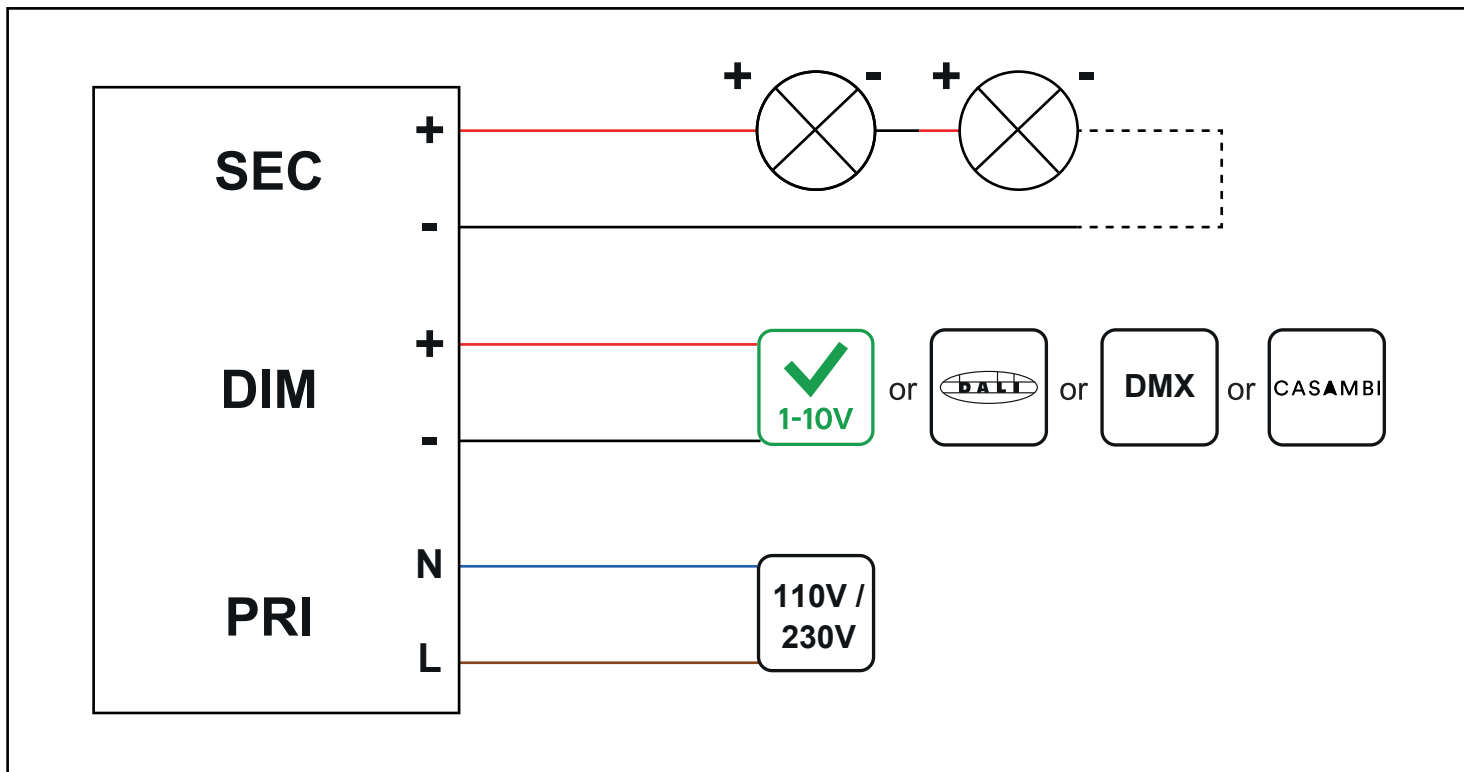 + - + -
SEC
+
-
DIM
+
-
1-10V
or
DALI
or
DMX
or
CASAMBI
PRI
N
L
110V /
230V